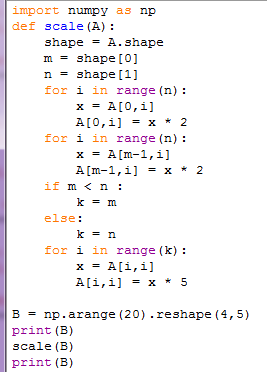 import numpy as np
def scale(A):
    shape = A.shape
    m = shape[0]
    n = shape[1]
    for i in range(n):
        x = A[0,i]
        A[0,i] = x * 2
    for i in range(n):
        x = A[m-1,i]
        A[m-1,i] = x * 2
    if m < n :
        k = m
    else:
        k = n
    for i in range(k):
        x = A[i,i]
        A[i,i] = x * 5

B = np.arange(20).reshape(4,5)
print(B)
scale(B)
print(B)